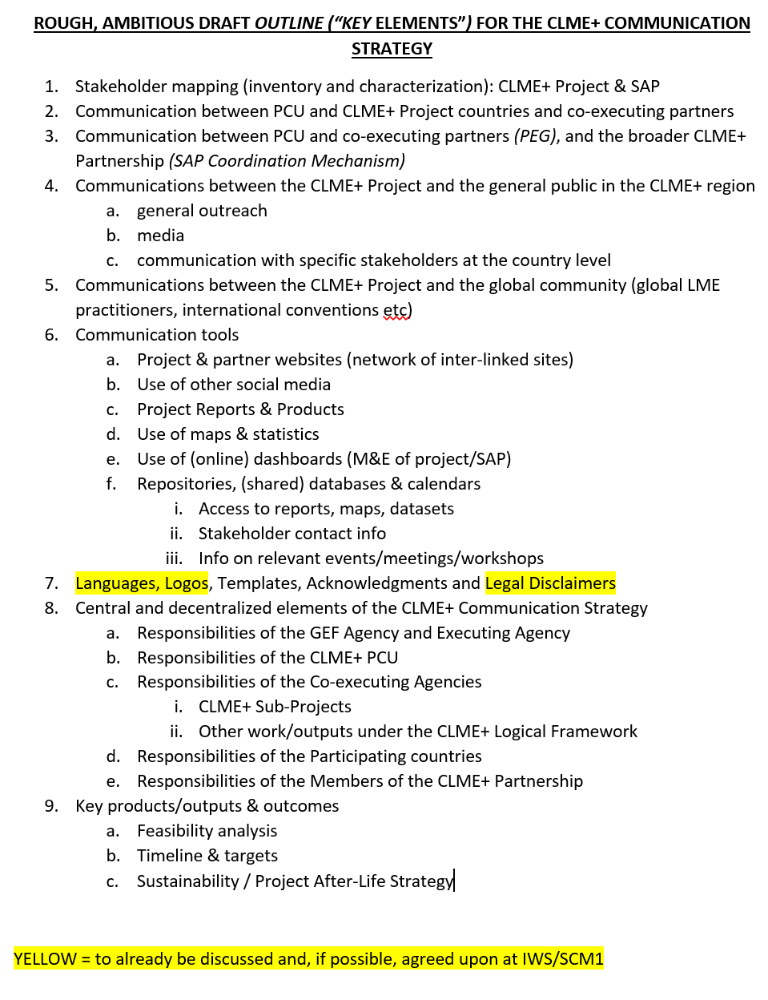 ROUGH, AMBITIOUS DRAFT OUTLINE (“KEY ELEMENTS”) FOR THE CLME+ COMMUNICATION
STRATEGY
1. Stakeholder mapping (inventory and characterization): CLME+ Project & SAP
2. Communication between PCU and CLME+ Project countries and co-executing partners
3. Communication between PCU and co-executing partners (PEG), and the broader CLME+
Partnership (SAP Coordination Mechanism)
4. Communications between the CLME+ Project and the general public in the CLME+ region
a. general outreach
b. media
c. communication with specific stakeholders at the country level
5. Communications between the CLME+ Project and the global community (global LME
practitioners, international conventions etc)
6. Communication tools
a. Project & partner websites (network of inter-linked sites)
b. Use of other social media
c. Project Reports & Products
d. Use of maps & statistics
e. Use of (online) dashboards (M&E of project/SAP)
f. Repositories, (shared) databases & calendars
i. Access to reports, maps, datasets
ii. Stakeholder contact info
iii. Info on relevant events/meetings/workshops
7. Languages, Logos, Templates, Acknowledgments and Legal Disclaimers
8. Central and decentralized elements of the CLME+ Communication Strategy
a. Responsibilities of the GEF Agency and Executing Agency
b. Responsibilities of the CLME+ PCU
c. Responsibilities of the Co-executing Agencies
i. CLME+ Sub-Projects
ii. Other work/outputs under the CLME+ Logical Framework
d. Responsibilities of the Participating countries
e. Responsibilities of the Members of the CLME+ Partnership
9. Key products/outputs & outcomes
a. Feasibility analysis
b. Timeline & targets
c. Sustainability / Project After-Life Strategy
YELLOW = to already be discussed and, if possible, agreed upon at IWS/SCM1